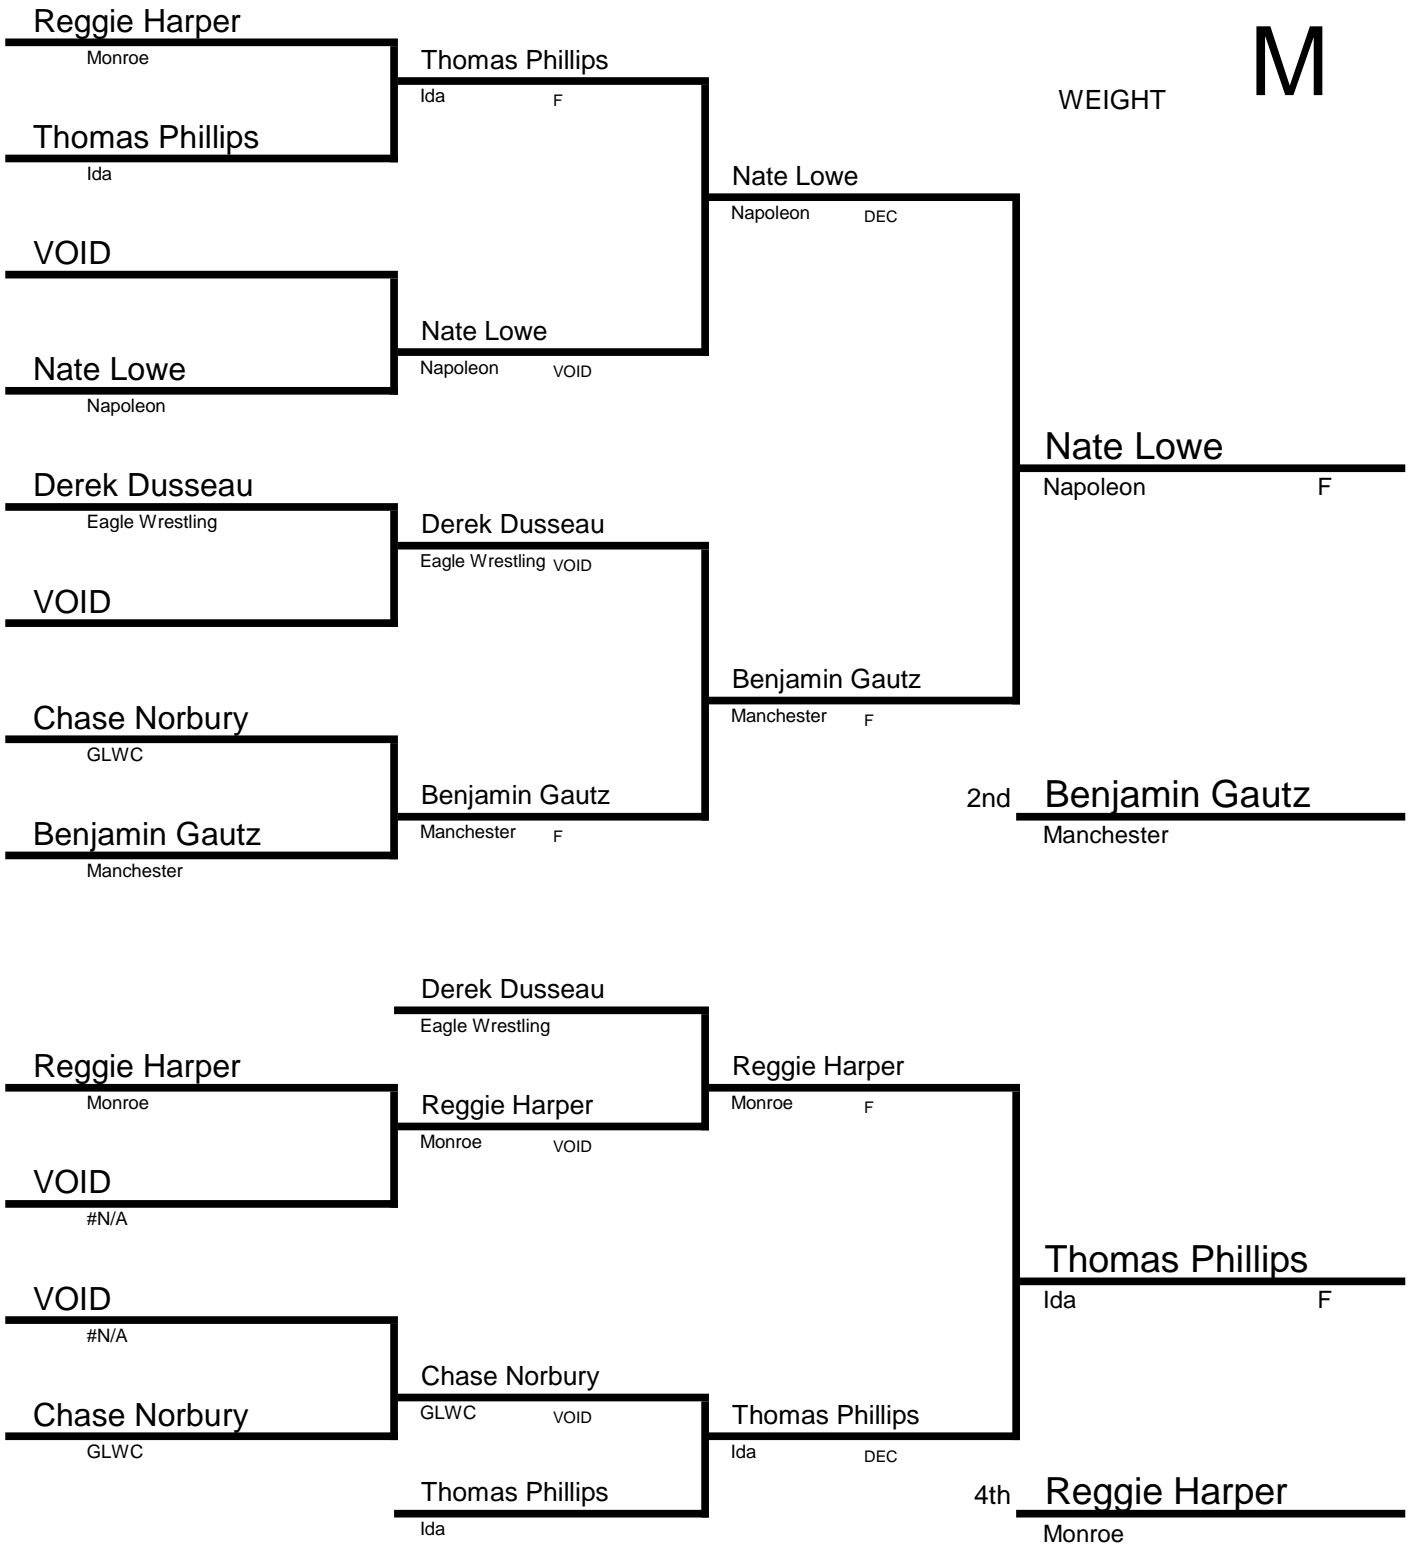 Reggie Harper
Monroe
M
Thomas Phillips
Ida F
WEIGHT
Thomas Phillips
Ida
Nate Lowe
Napoleon DEC
VOID
Nate Lowe
Napoleon VOID
Nate Lowe
Napoleon
Nate Lowe
Napoleon F
Derek Dusseau
Eagle Wrestling
Derek Dusseau
Eagle Wrestling VOID
VOID
Benjamin Gautz
Manchester F
Chase Norbury
GLWC
Benjamin Gautz
Manchester F
2nd Benjamin Gautz
Manchester
Benjamin Gautz
Manchester
Derek Dusseau
Eagle Wrestling
Reggie Harper
Monroe
Reggie Harper
Monroe F
Reggie Harper
Monroe VOID
VOID
#N/A
Thomas Phillips
Ida F
VOID
#N/A
Chase Norbury
GLWC VOID
Chase Norbury
GLWC
Thomas Phillips
Ida DEC
Thomas Phillips
Ida
4th Reggie Harper
Monroe